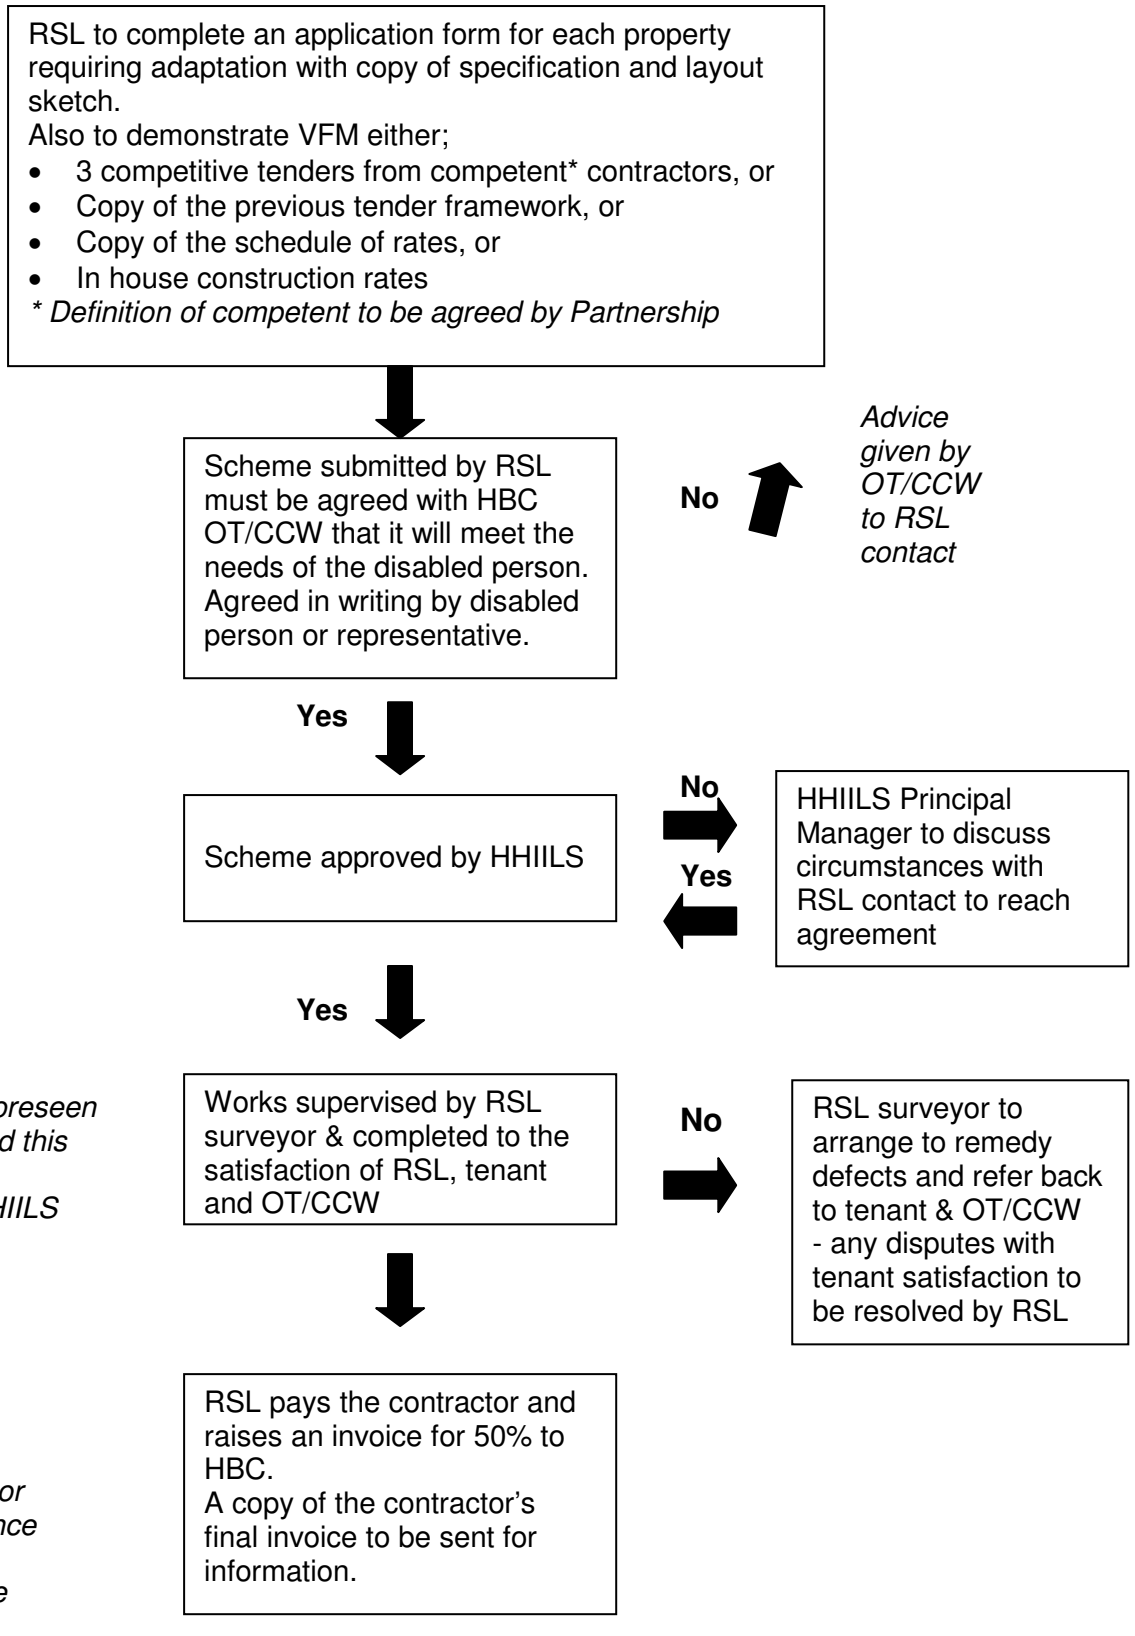 RSL to complete an application form for each property
requiring adaptation with copy of specification and layout
sketch.
Also to demonstrate VFM either;
• 3 competitive tenders from competent* contractors, or
• Copy of the previous tender framework, or
• Copy of the schedule of rates, or
• In house construction rates
* Definition of competent to be agreed by Partnership
Scheme submitted by RSL
must be agreed with HBC
OT/CCW that it will meet the
needs of the disabled person.
Agreed in writing by disabled
person or representative.
No
Advice
given by
OT/CCW
to RSL
contact
Yes
Scheme approved by HHIILS
No
Yes
HHIILS Principal
Manager to discuss
circumstances with
RSL contact to reach
agreement
Yes
this
Works supervised by RSL
surveyor & completed to the
satisfaction of RSL, tenant
and OT/CCW
No
RSL surveyor to
arrange to remedy
defects and refer back
to tenant & OT/CCW
- any disputes with
tenant satisfaction to
be resolved by RSL
RSL pays the contractor and
raises an invoice for 50% to
HBC.
A copy of the contractor's
final invoice to be sent for
information.